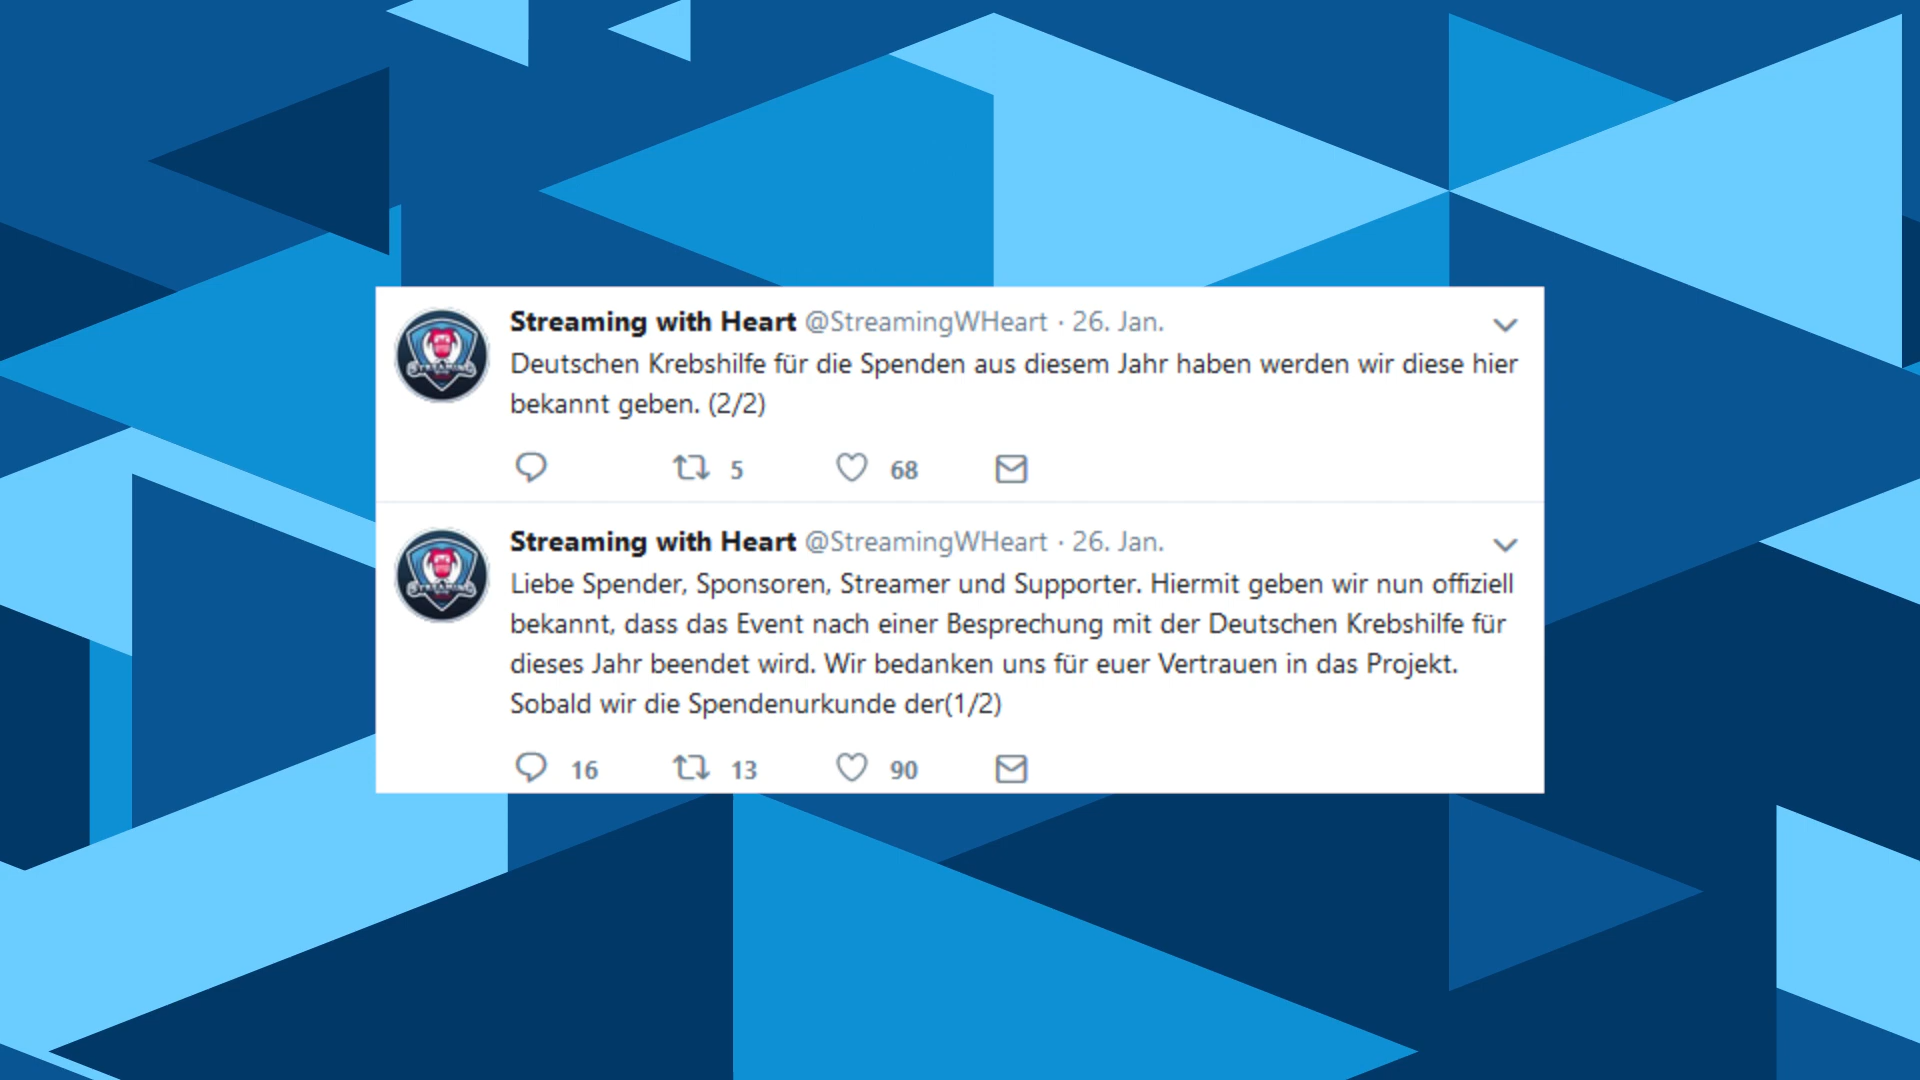 Streaming with Heart @StreamingWHeart · 26. Jan.
Deutschen Krebshilfe für die Spenden aus diesem Jahr haben werden wir diese hier
bekannt geben. (2/2)
5 68
Streaming with Heart @StreamingWHeart · 26. Jan.
Liebe Spender, Sponsoren, Streamer und Supporter. Hiermit geben wir nun offiziell
bekannt, dass das Event nach einer Besprechung mit der Deutschen Krebshilfe für
dieses Jahr beendet wird. Wir bedanken uns für euer Vertrauen in das Projekt.
Sobald wir die Spendenurkunde der(1/2)
16 13 90